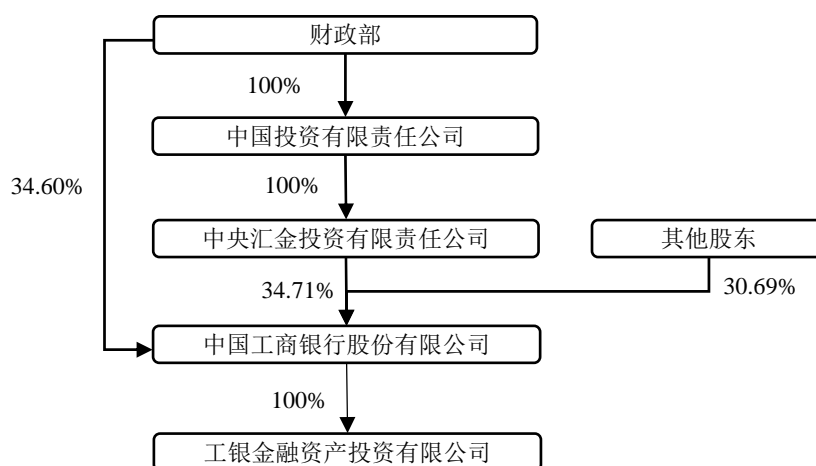 财政部
100%
中国投资有限责任公司
34.60%
100%
中央汇金投资有限责任公司
其他股东
34.71%
30.69%
中国工商银行股份有限公司
100%
工银金融资产投资有限公司